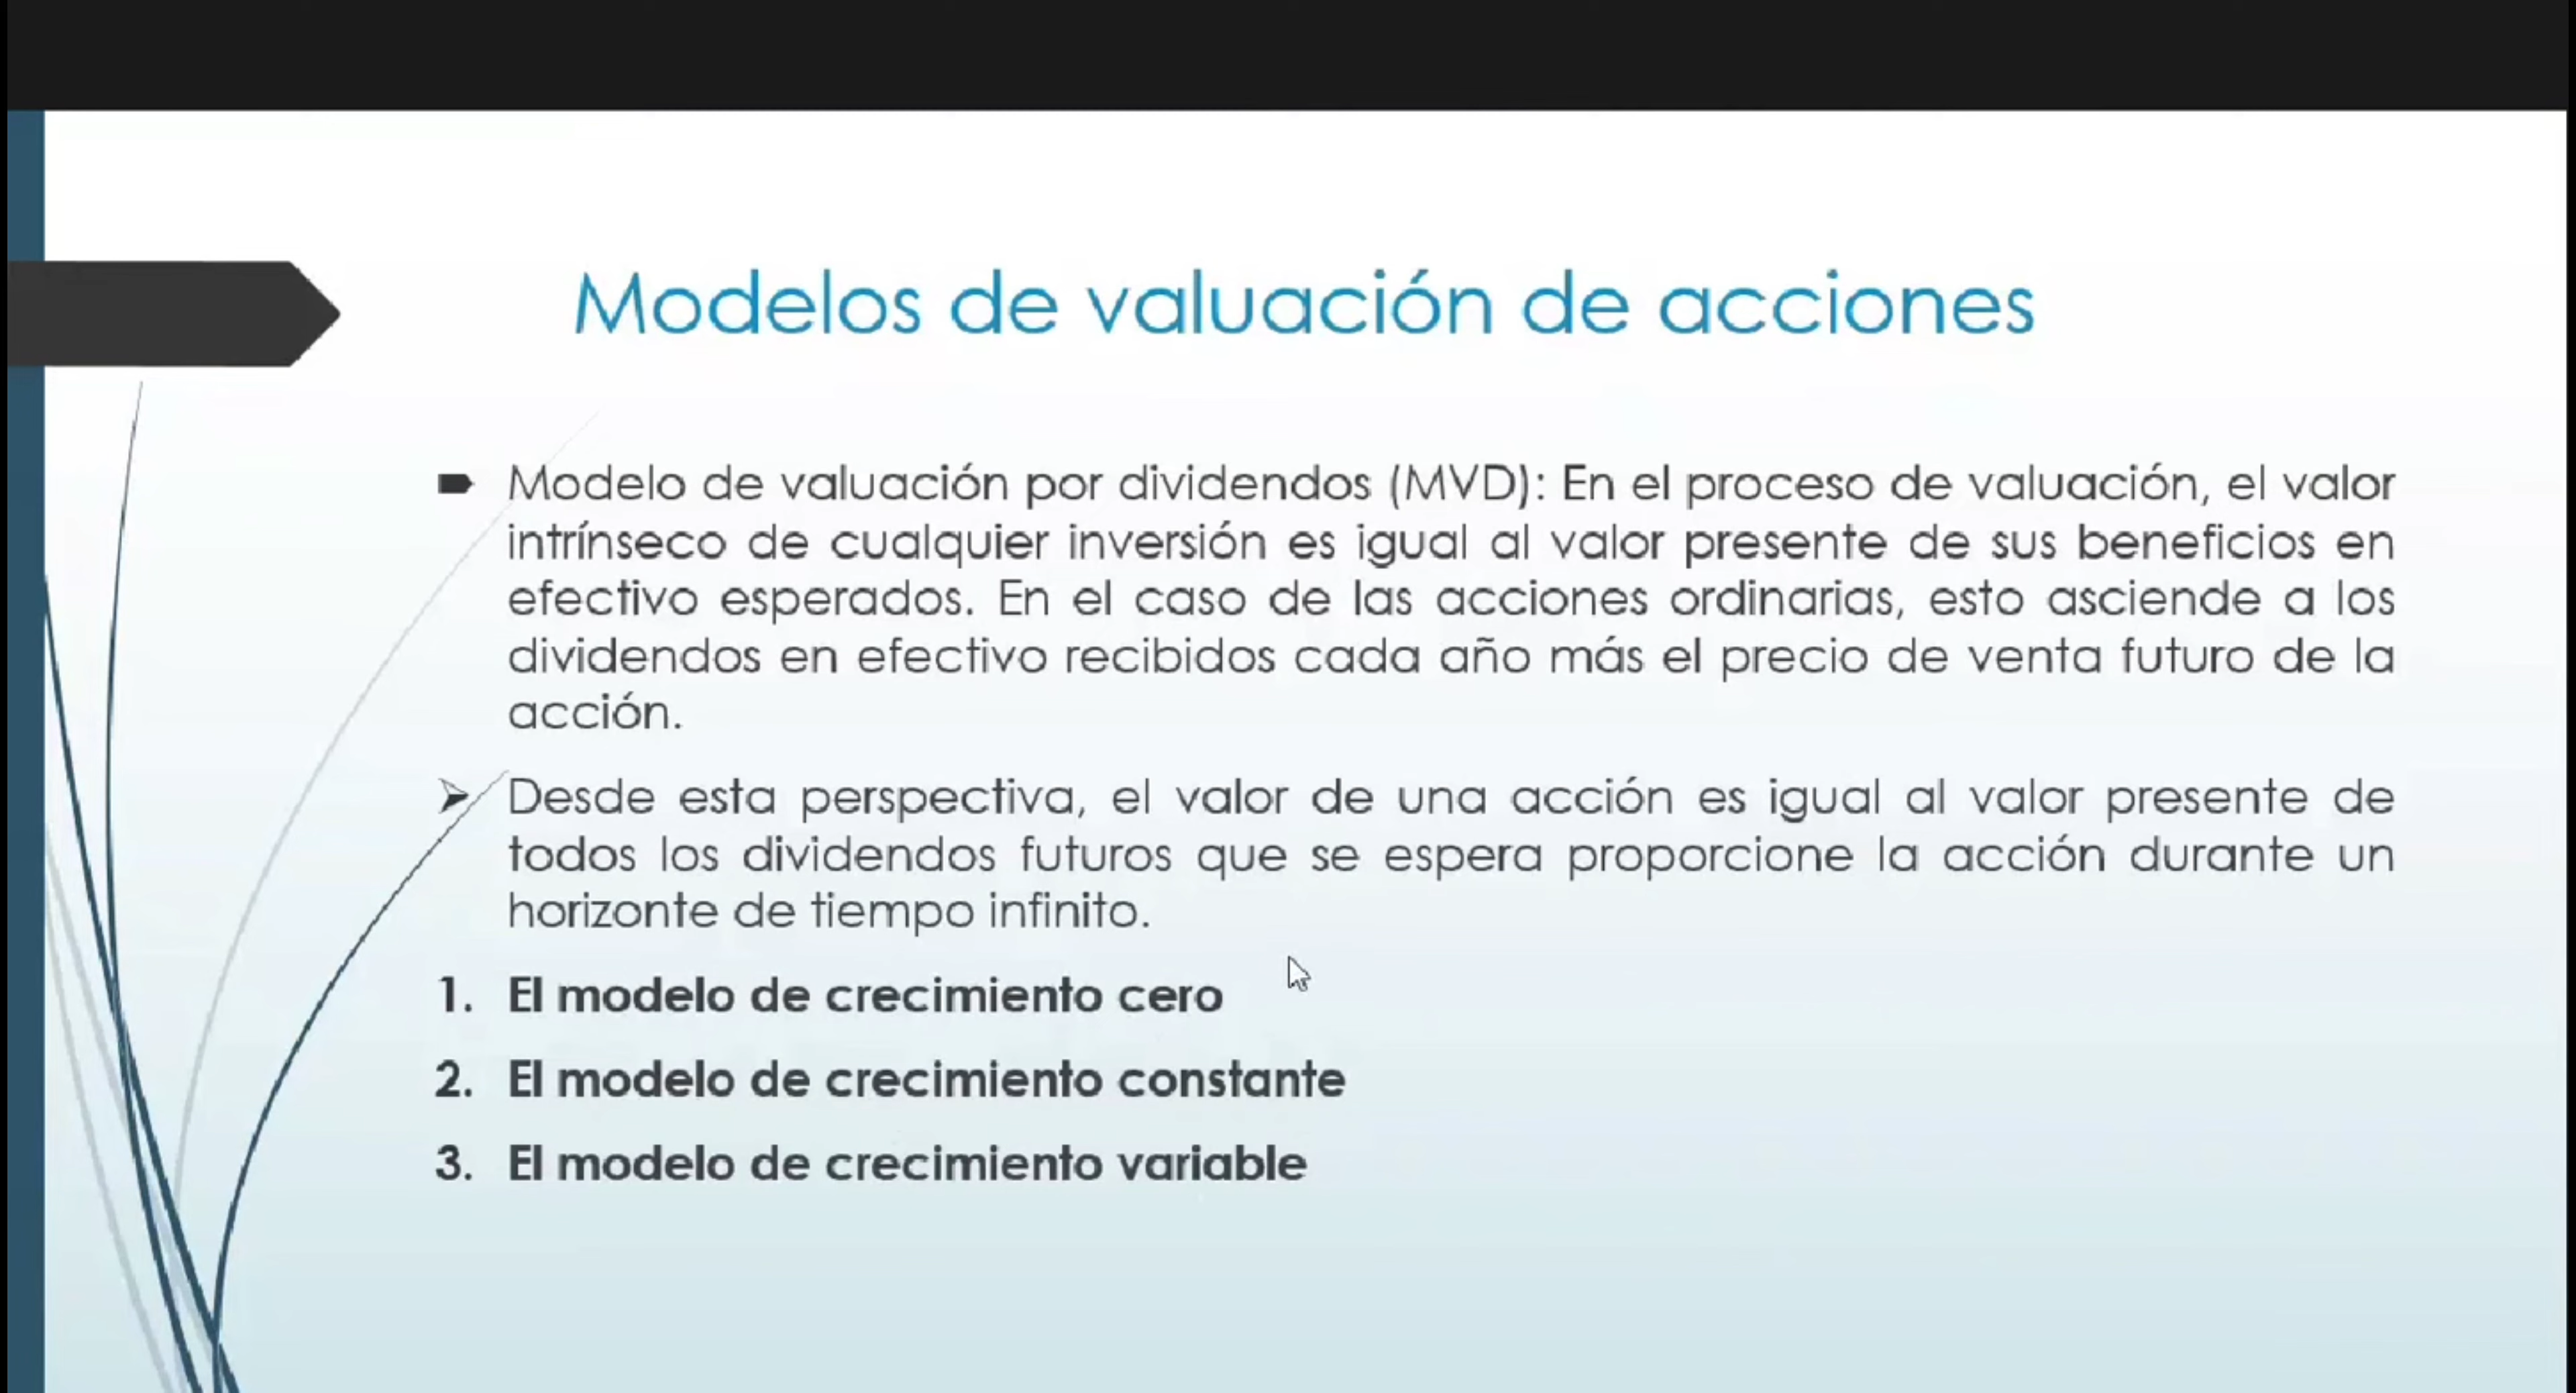 Modelos de valuación de acciones
Modelo de valuación por dividendos (MVD): En el proceso de valuación, el valor
intrínseco de cualquier inversión es igual al valor presente de sus beneficios en
efectivo esperados. En el caso de las acciones ordinarias, esto asciende a los
dividendos en efectivo recibidos cada año más el precio de venta futuro de la
acción.
Desde esta perspectiva, el valor de una acción es igual al valor presente de
todos los dividendos futuros que se espera proporcione la acción durante un
horizonte de tiempo infinito.
1. El modelo de crecimiento cero
2. El modelo de crecimiento constante
3. El modelo de crecimiento variable